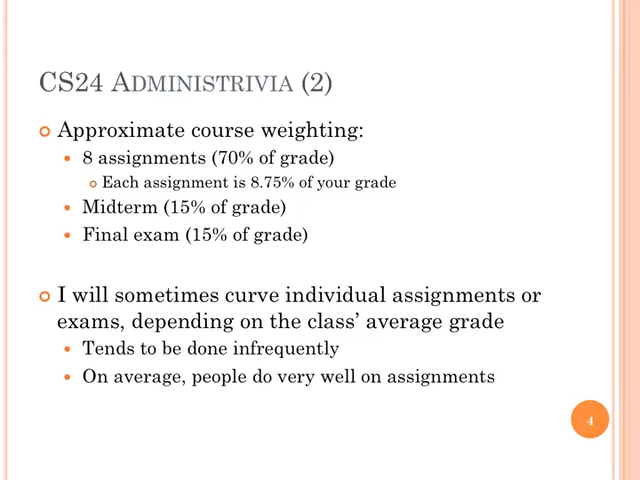 CS24 ADMINISTRIVIA (2)
Approximate course weighting:
8 assignments (70% of grade)
Each assignment is 8.75% of your grade
Midterm (15% of grade)
Final exam (15% of grade)
I will sometimes curve individual assignments or
exams, depending on the class’ average grade
Tends to be done infrequently
On average, people do very well on assignments
4